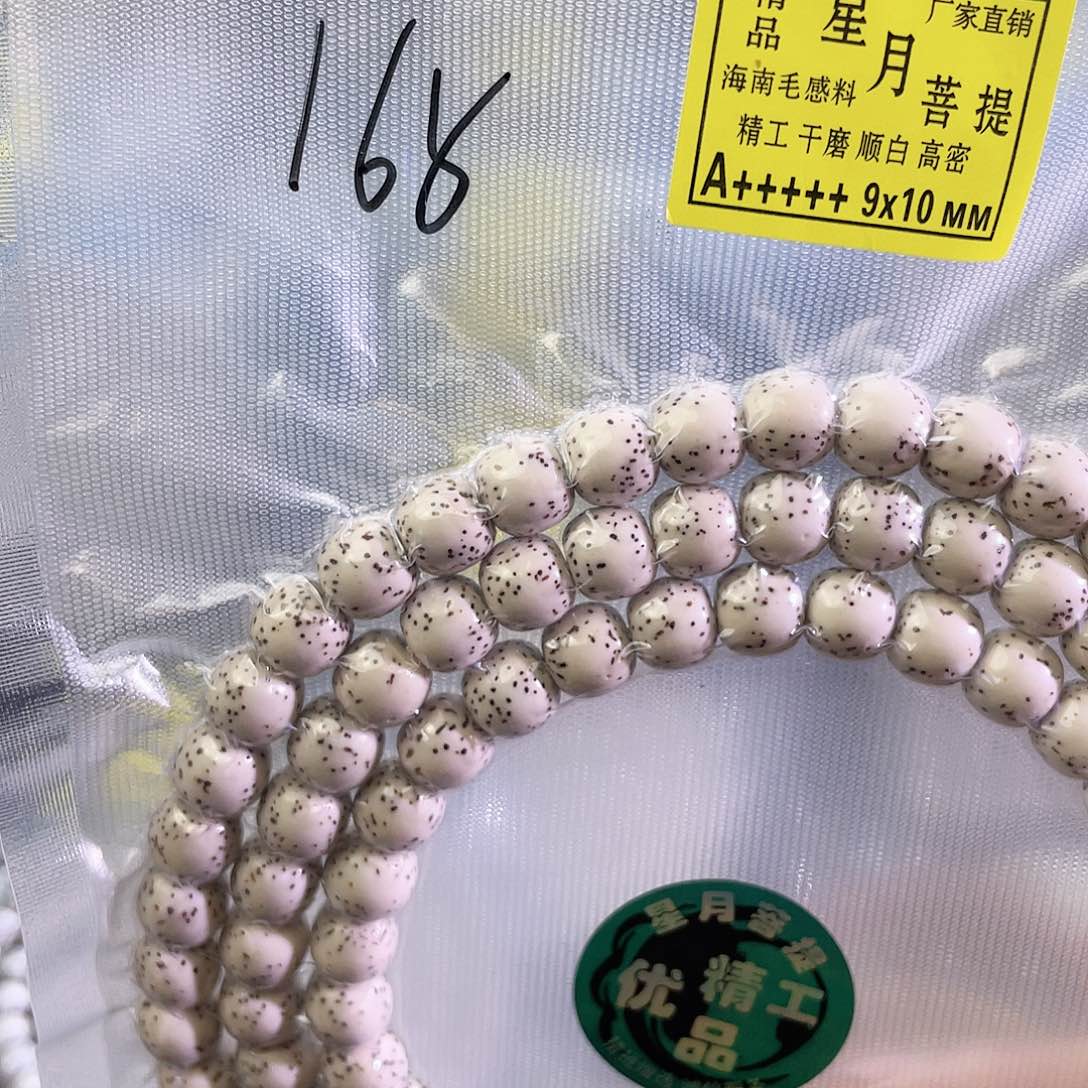 168
精品 星月菩提 厂家直销
海南毛感料
精工 干磨 顺白 高密
A+++++ 9x10 MM
星月菩提
优 精 工
品